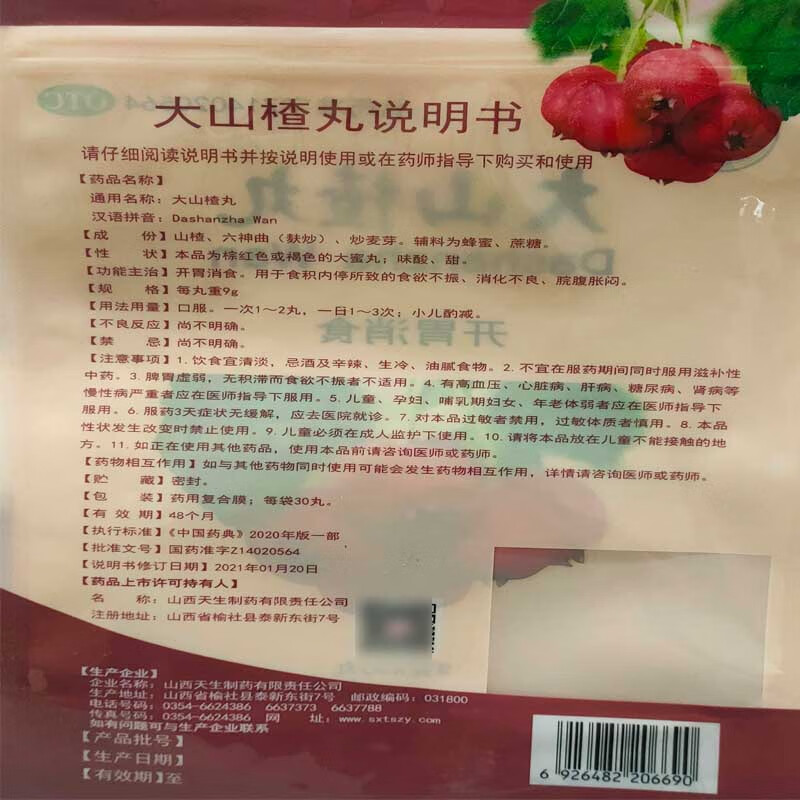 大山楂丸说明书
请仔细阅读说明书并按说明使用或在药师指导下购买和使用
【药品名称】
通用名称：大山楂丸
汉语拼音：Dashanzha Wan
【成　　份】山楂、六神曲（麸炒）、炒麦芽。辅料为蜂蜜、蔗糖。
【性　　状】本品为棕红色或褐色的大蜜丸；味酸、甜。
【功能主治】开胃消食。用于食积内停所致的食欲不振、消化不良、脘腹胀闷。
【规　　格】每丸重9g
【用法用量】口服。一次1～2丸，一日1～3次；小儿酌减。
【不良反应】尚不明确。
【禁　　忌】尚不明确。
【注意事项】1.饮食宜清淡，忌酒及辛辣、生冷、油腻食物。2.不宜在服药期间同时服用滋补性
中药。3.脾胃虚弱，无积滞而食欲不振者不适用。4.有高血压、心脏病、肝病、糖尿病、肾病等
慢性病严重者应在医师指导下服用。5.儿童、孕妇、哺乳期妇女、年老体弱者应在医师指导下
服用。6.服药3天症状无缓解，应去医院就诊。7.对本品过敏者禁用，过敏体质者慎用。8.本品
性状发生改变时禁止使用。9.儿童必须在成人监护下使用。10.请将本品放在儿童不能接触的地
方。11.如正在使用其他药品，使用本品前请咨询医师或药师。
【药物相互作用】如与其他药物同时使用可能会发生药物相互作用，详情请咨询医师或药师。
【贮　　藏】密封。
【包　　装】药用复合膜；每袋30丸。
【有 效 期】48个月
【执行标准】《中国药典》2020年版一部
【批准文号】国药准字Z14020564
【说明书修订日期】2021年01月20日
【药品上市许可持有人】
名　　称：山西天生制药有限责任公司
注册地址：山西省榆社县泰新东街7号
【生产企业】
企业名称：山西天生制药有限责任公司
生产地址：山西省榆社县泰新东街7号　邮政编码：031800
电话号码：0354-6624386　6637373　6637788
传真号码：0354-6624386　网　　址：www.sxtszy.com
如有问题可与生产企业联系
【产品批号】
【生产日期】
【有效期】至
6 926482 206690
OTC
大山楂丸
开胃消食